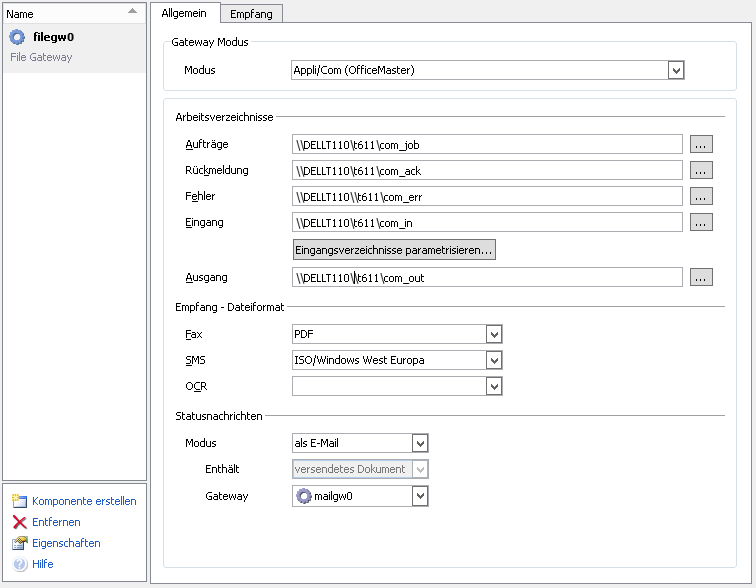 Name
filegw0
File Gateway
Komponente erstellen
Entfernen
Eigenschaften
Hilfe
Allgemein
Empfang
Gateway Modus
Modus
Appli/Com (OfficeMaster)
Arbeitsverzeichnisse
Aufträge
\\DELLT110\t611\com_job
...
Rückmeldung
\\DELLT110\t611\com_ack
...
Fehler
\\DELLT110\\t611\com_err
...
Eingang
\\DELLT110\t611\com_in
...
Eingangsverzeichnisse parametrisieren...
Ausgang
\\DELLT110\\t611\com_out
...
Empfang - Dateiformat
Fax
PDF
SMS
ISO/Windows West Europa
OCR
Statusnachrichten
Modus
als E-Mail
Enthält
versendetes Dokument
Gateway
mailgw0